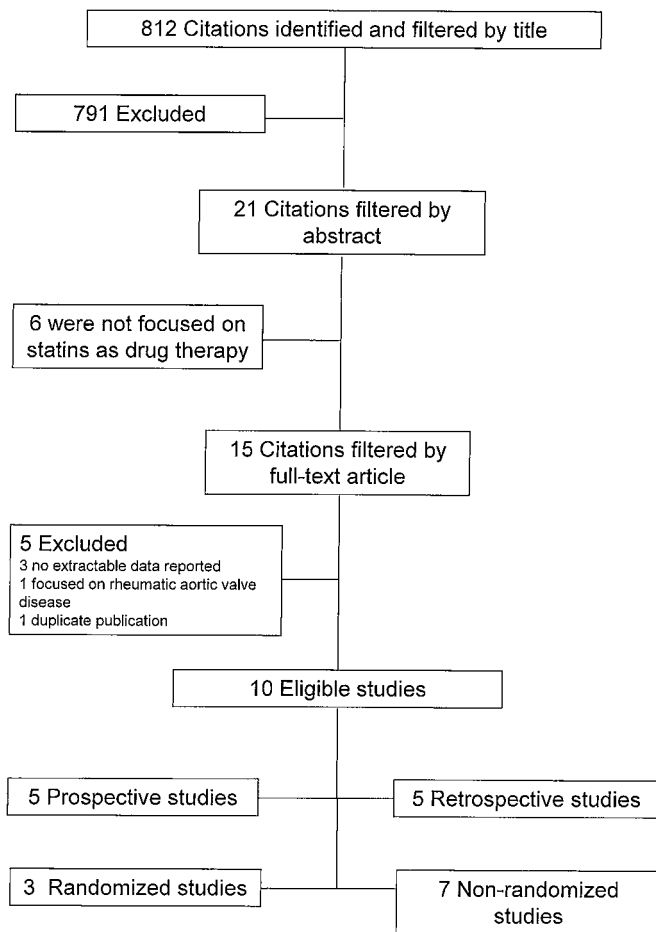 812 Citations identified and filtered by title
791 Excluded
21 Citations filtered by
abstract
6 were not focused on
statins as drug therapy
15 Citations filtered by
full-text article
5 Excluded
3 no extractable data reported
1 focused on rheumatic aortic valve
disease
1 duplicate publication
10 Eligible studies
5 Prospective studies
5 Retrospective studies
3 Randomized studies
7 Non-randomized
studies